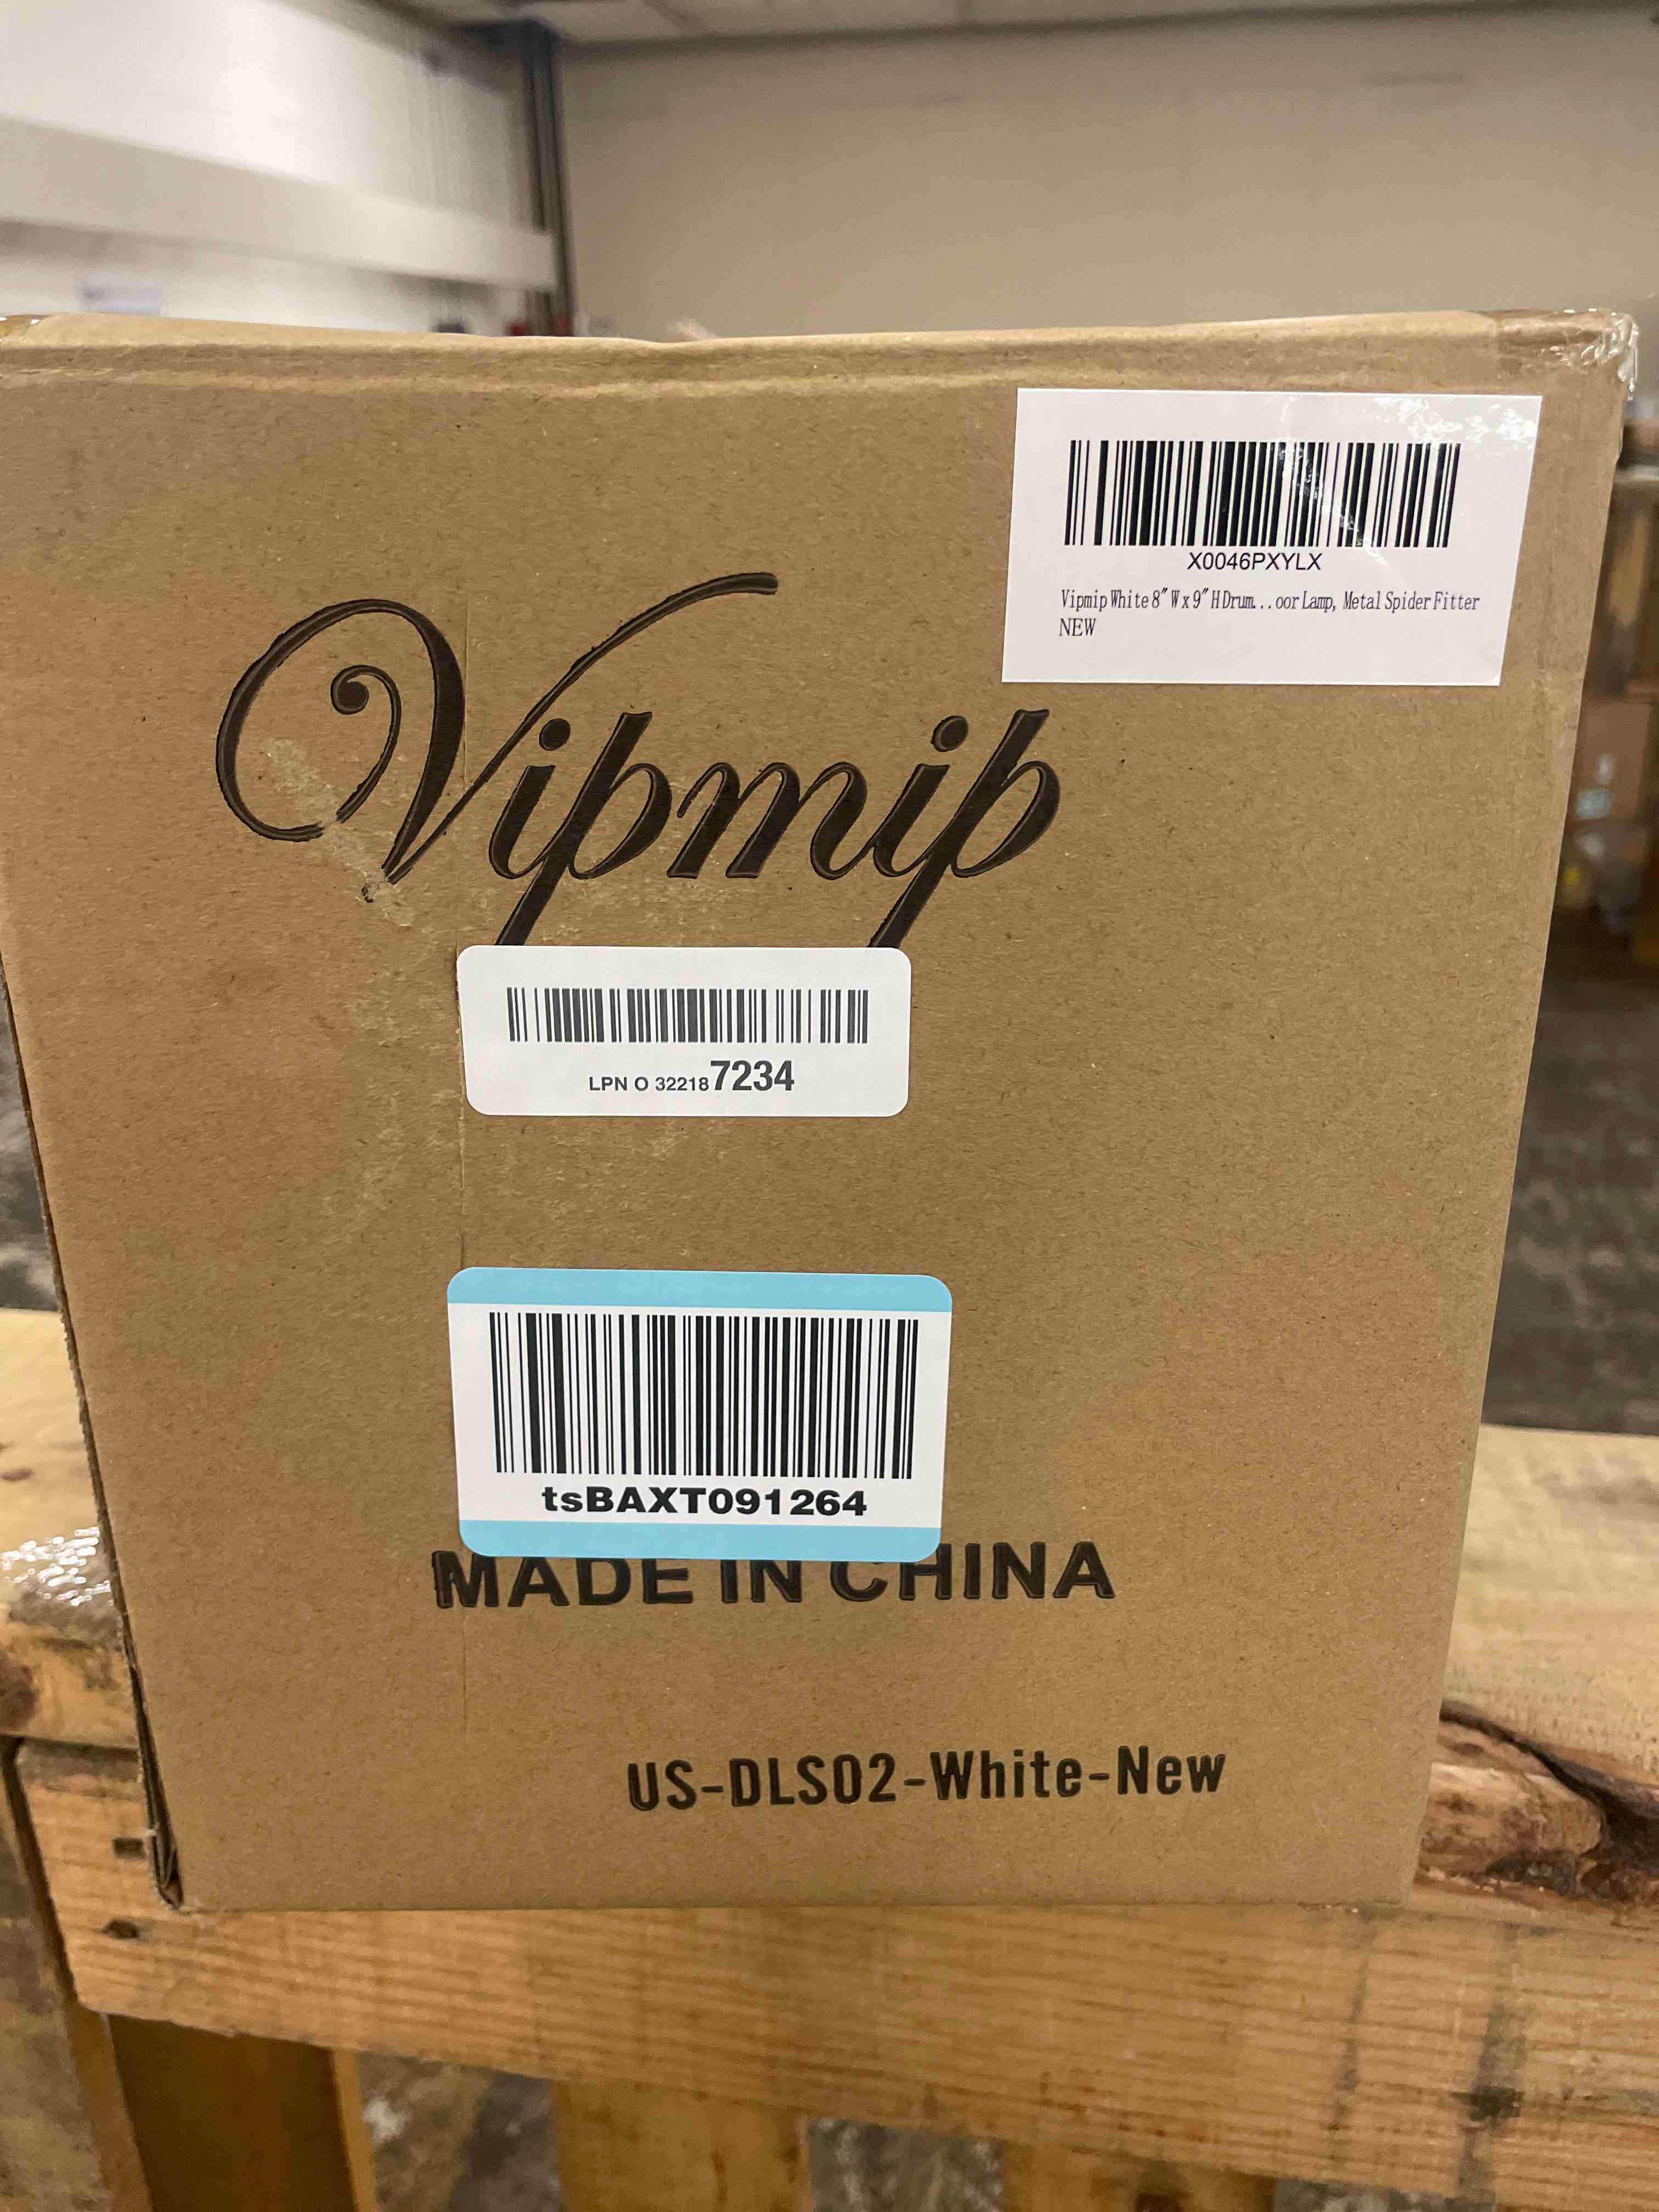 X0046PXYLX
Vipmip White 8" W x 9" H Drum...oor Lamp, Metal Spider Fitter
NEW
Vipmip
LPN O 322187234
tsBAXT091264
MADE IN CHINA
US-DLS02-White-New